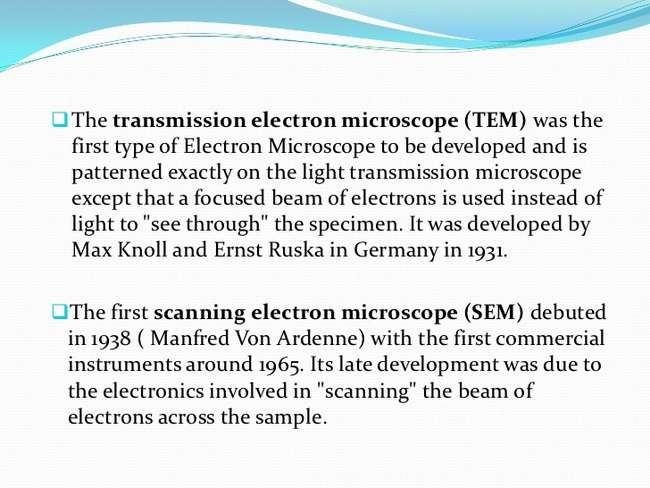 The transmission electron microscope (TEM) was the
first type of Electron Microscope to be developed and is
patterned exactly on the light transmission microscope
except that a focused beam of electrons is used instead of
light to "see through" the specimen. It was developed by
Max Knoll and Ernst Ruska in Germany in 1931.
The first scanning electron microscope (SEM) debuted
in 1938 ( Manfred Von Ardenne) with the first commercial
instruments around 1965. Its late development was due to
the electronics involved in "scanning" the beam of
electrons across the sample.